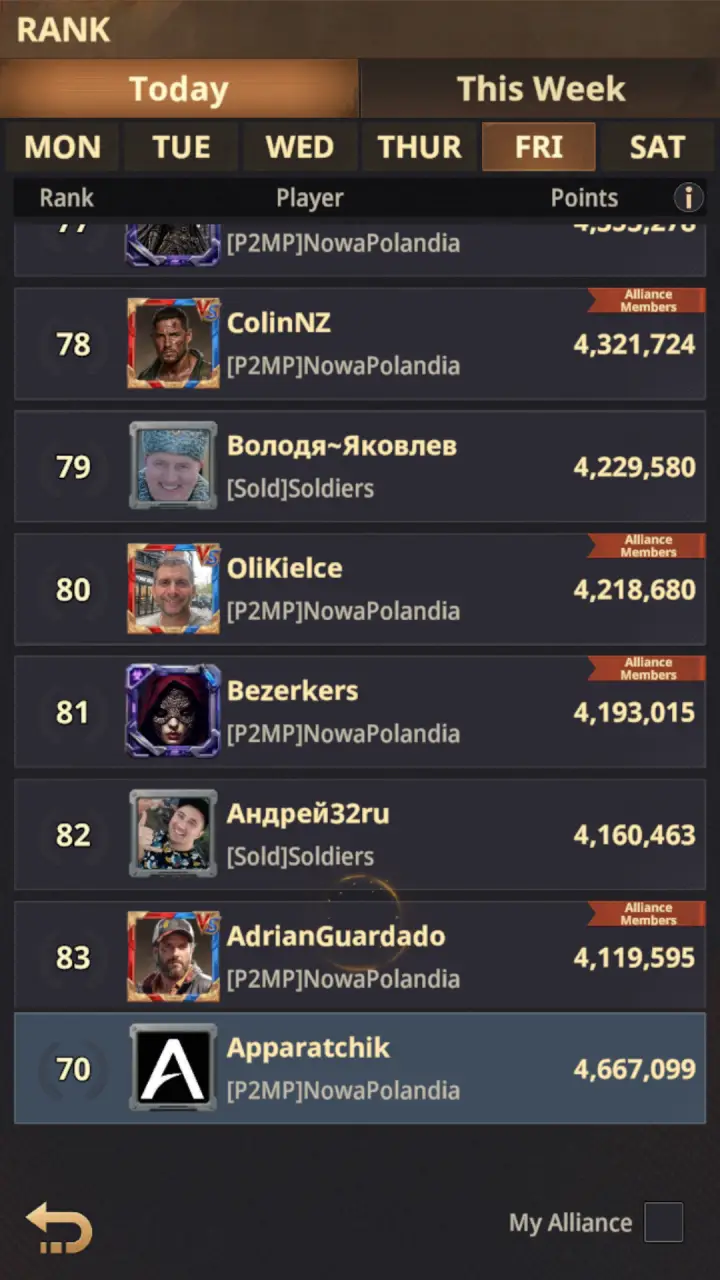 RANK
Today
This Week
MON
TUE
WED
THUR
FRI
SAT
Rank
Player
Points
[P2MP]NowaPolandia
Alliance
Members
78
ColinNZ
[P2MP]NowaPolandia
4,321,724
79
Володя~Яковлев
[Sold]Soldiers
4,229,580
Alliance
Members
80
OliKielce
[P2MP]NowaPolandia
4,218,680
Alliance
Members
81
Bezerkers
[P2MP]NowaPolandia
4,193,015
82
Андрей32ru
[Sold]Soldiers
4,160,463
Alliance
Members
83
AdrianGuardado
[P2MP]NowaPolandia
4,119,595
70
Apparatchik
[P2MP]NowaPolandia
4,667,099
My Alliance